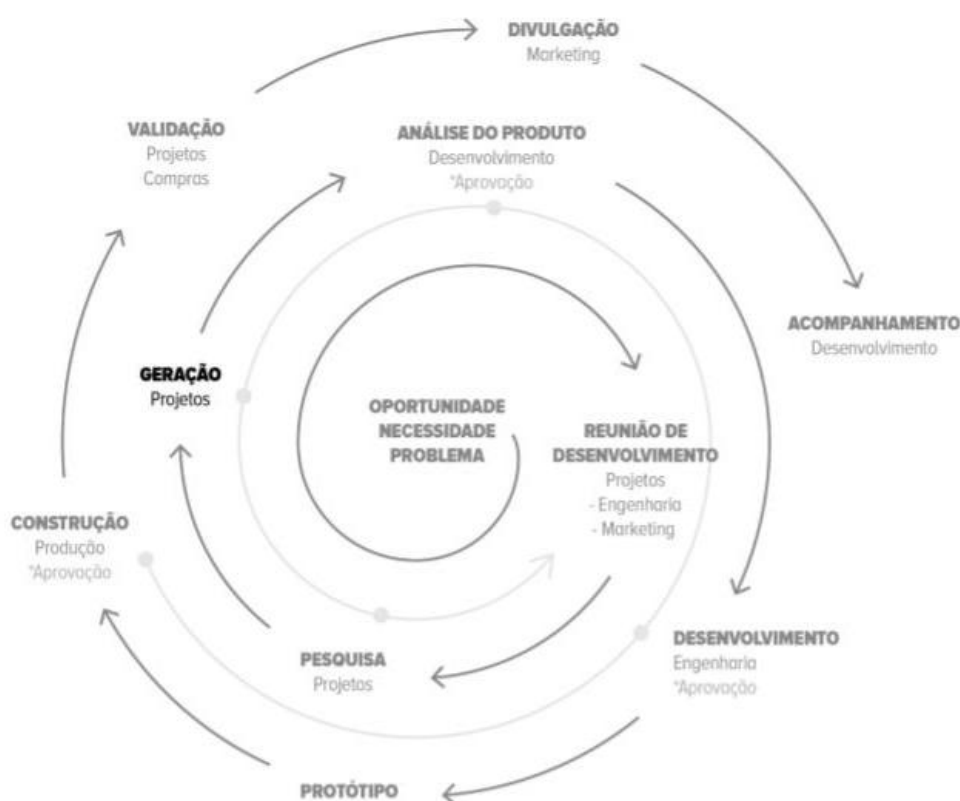 DIVULGAÇÃO
Marketing
VALIDAÇÃO
Projetos
Compras
ANÁLISE DO PRODUTO
Desenvolvimento
*Aprovação
ACOMPANHAMENTO
Desenvolvimento
GERAÇÃO
Projetos
OPORTUNIDADE
NECESSIDADE
PROBLEMA
REUNIÃO DE
DESENVOLVIMENTO
Projetos
- Engenharia
- Marketing
CONSTRUÇÃO
Produção
*Aprovação
PESQUISA
Projetos
DESENVOLVIMENTO
Engenharia
*Aprovação
PROTÓTIPO